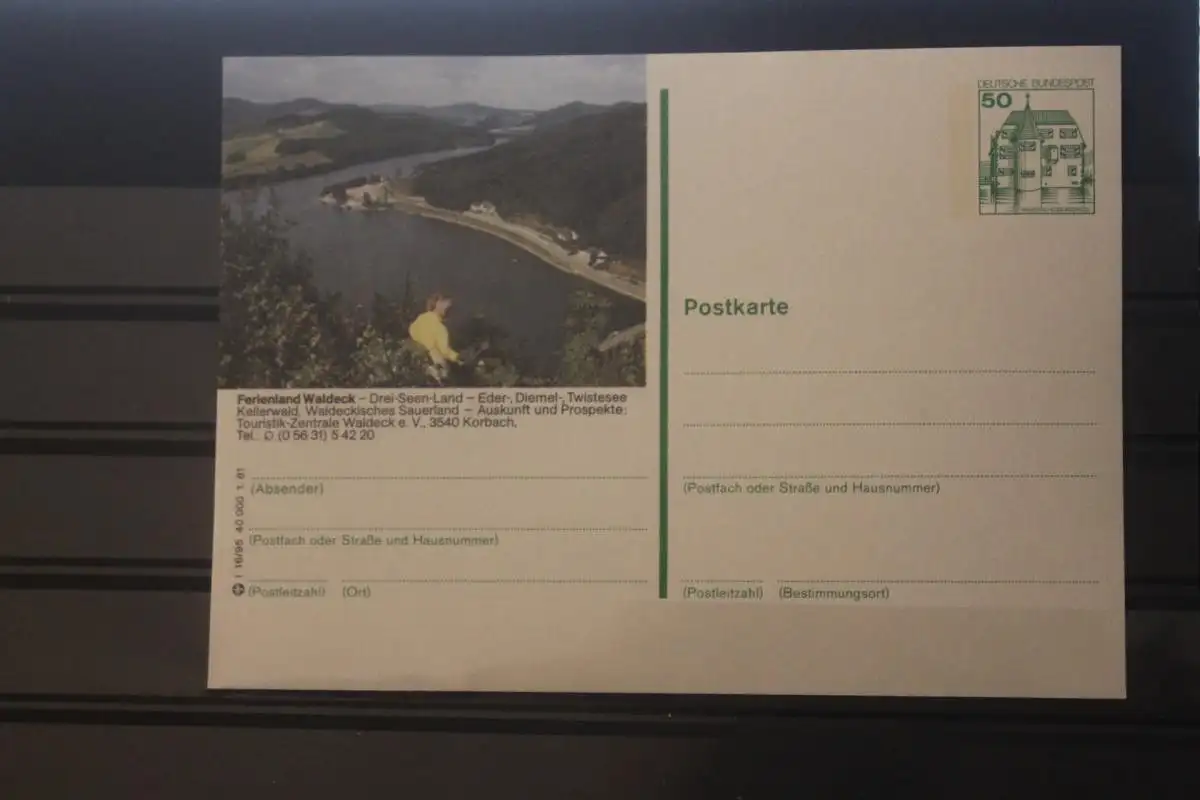 Ferienland Waldeck – Drei-Seen-Land – Eder-, Diemel-, Twistesee
Kellerwald, Waldeckisches Sauerland – Auskunft und Prospekte:
Touristik-Zentrale Waldeck e. V., 3540 Korbach,
Tel.: (0 56 31) 5 42 20
(Absender)
(Postfach oder Straße und Hausnummer)
(Postleitzahl) (Ort)
I 16/95 40 000 1. 81
DEUTSCHE BUNDESPOST
50
Postkarte
(Postfach oder Straße und Hausnummer)
(Postleitzahl) (Bestimmungsort)